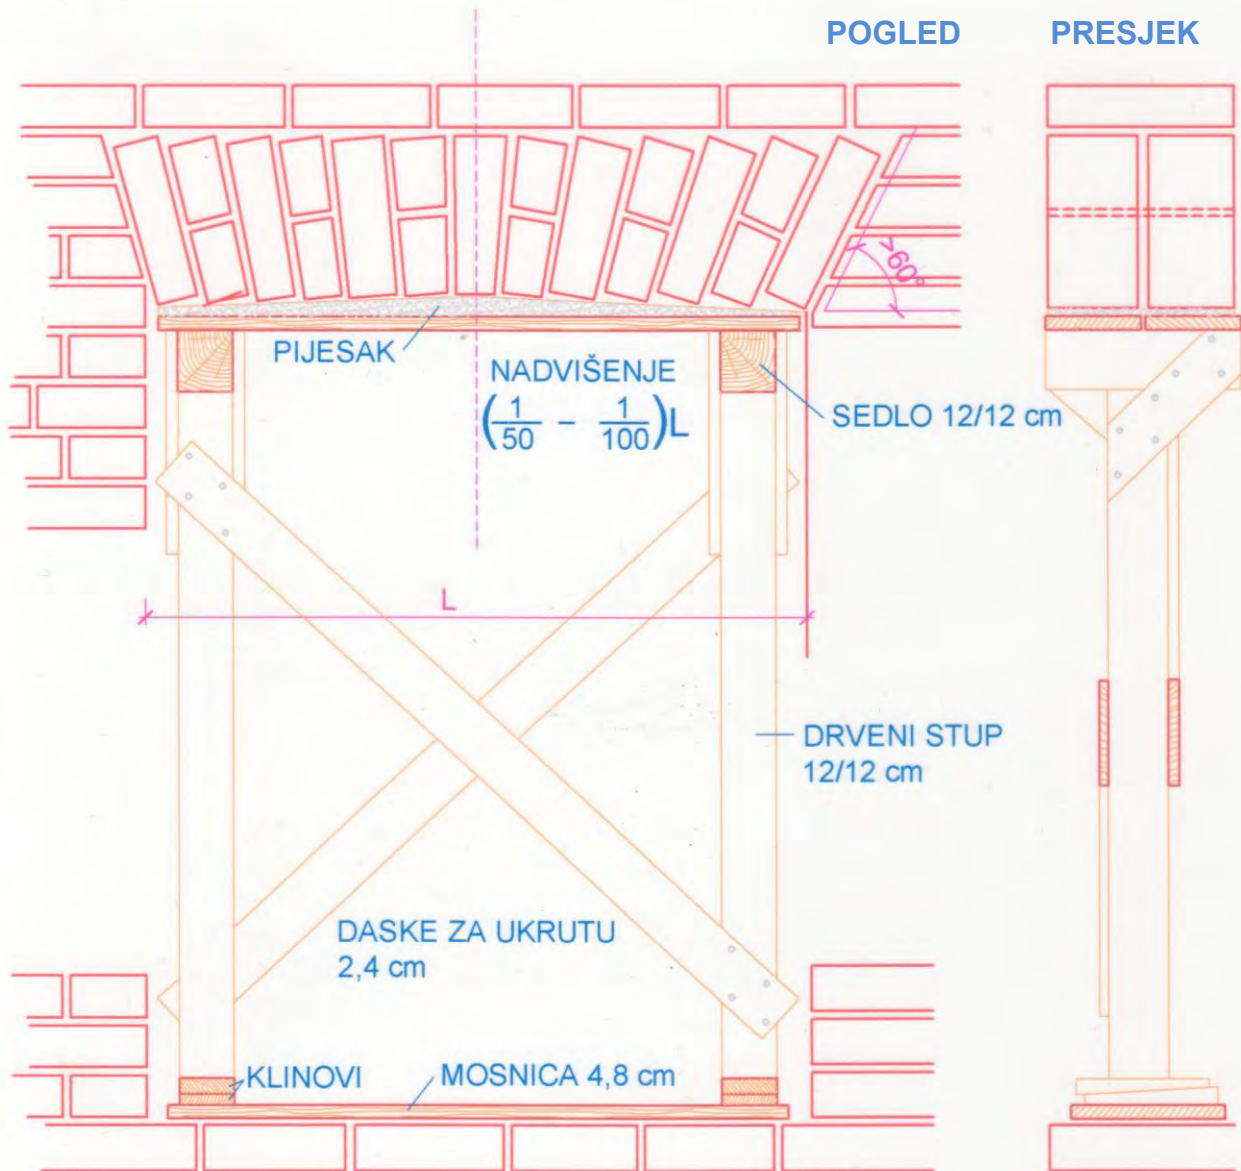 POGLED
PRESJEK
>60°
PIJESAK
NADVIŠENJE
(1/50 - 1/100)L
SEDLO 12/12 cm
L
DRVENI STUP
12/12 cm
DASKE ZA UKRUTU
2,4 cm
KLINOVI
MOSNICA 4,8 cm